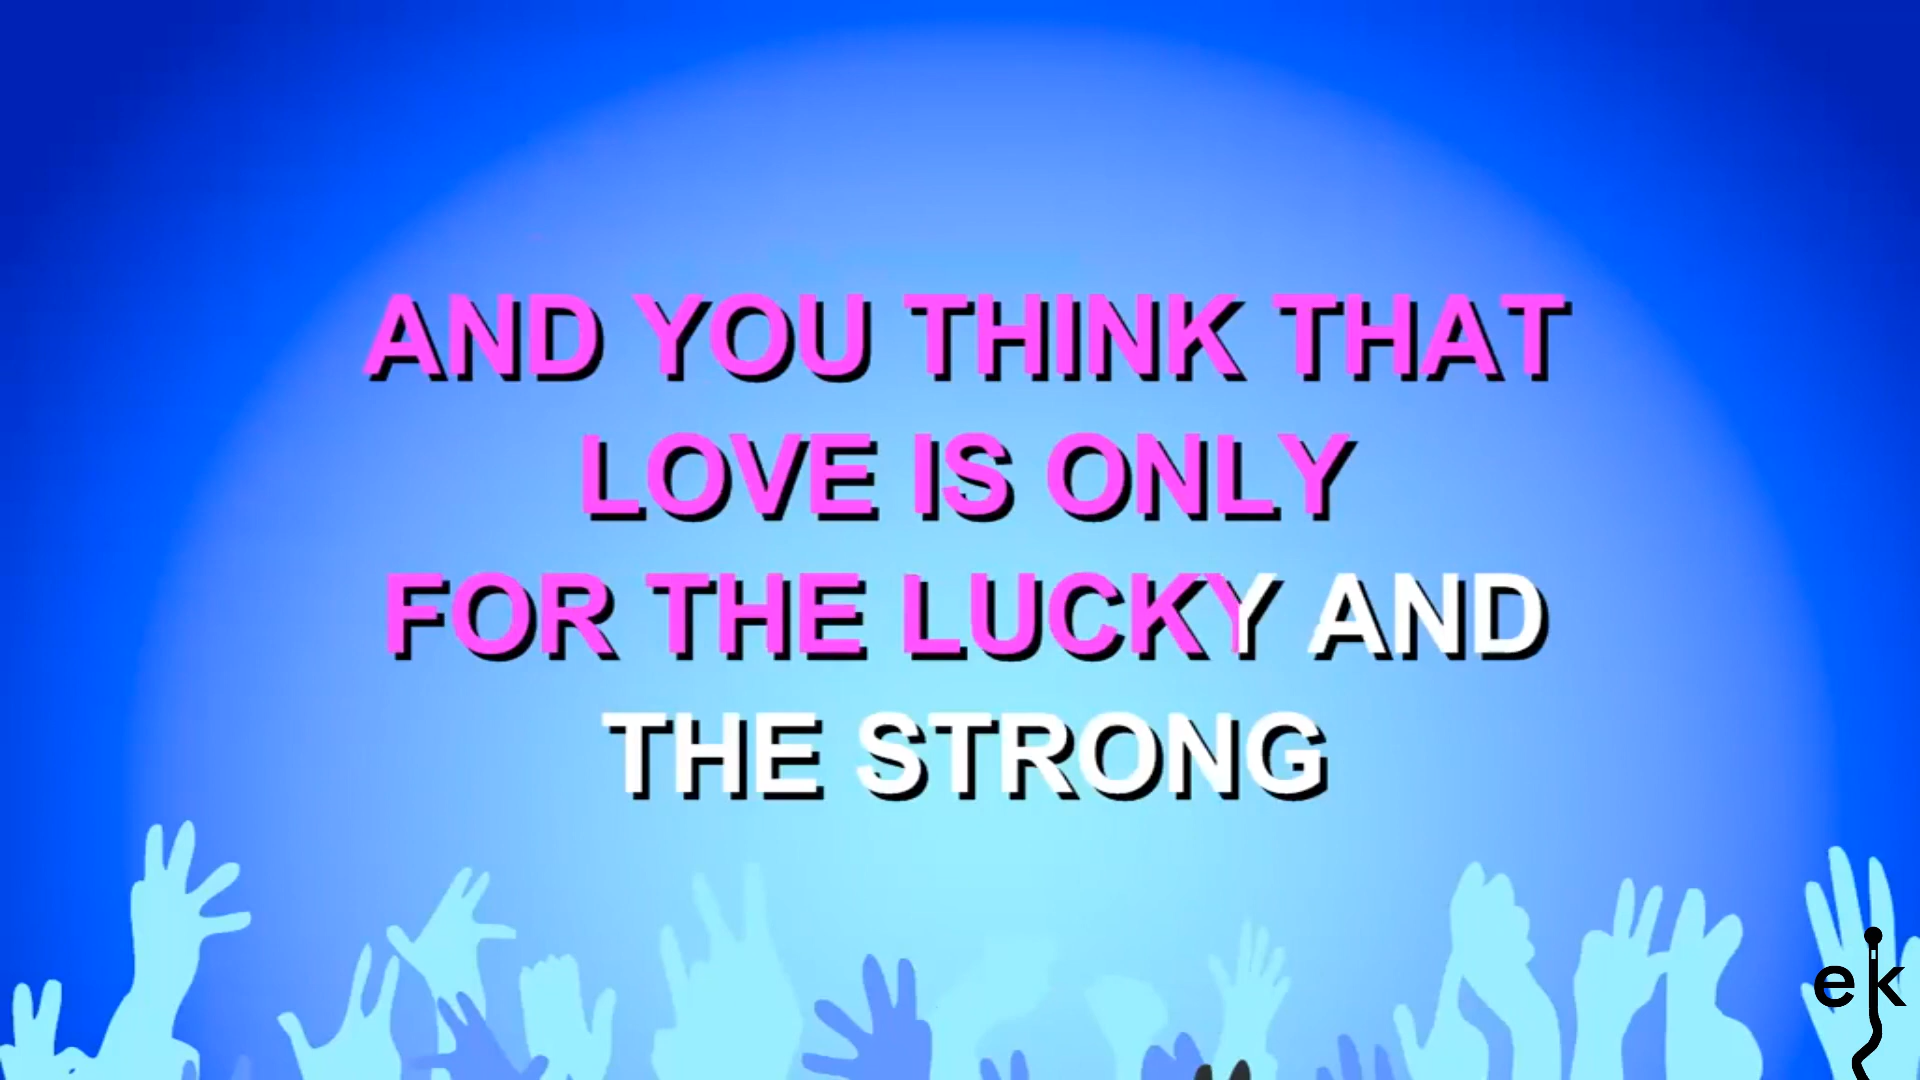 AND YOU THINK THAT
LOVE IS ONLY
FOR THE LUCKY AND
THE STRONG
ek